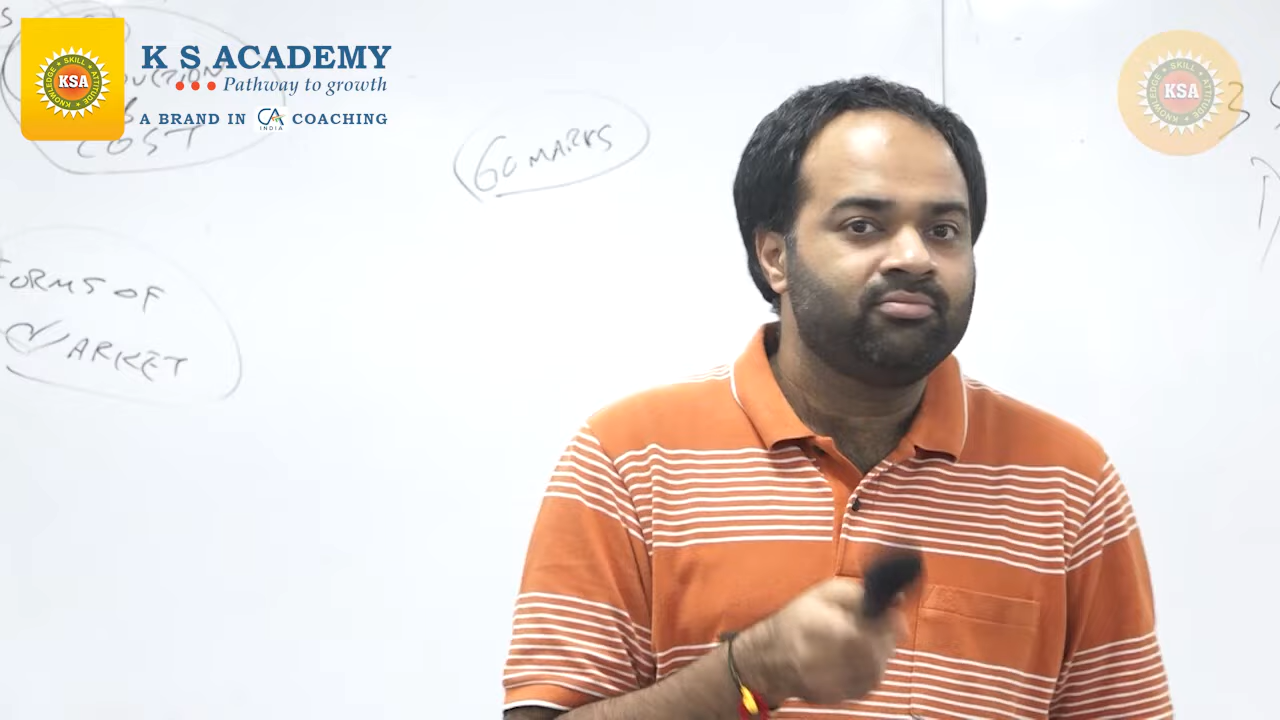 K S ACADEMY
Pathway to growth
A BRAND IN CA COACHING
INDIA
KSA
KNOWLEDGE SKILL ATTITUDE
COST
60 MARKS
FORMS OF
MARKET
KSA
KNOWLEDGE SKILL ATTITUDE
3